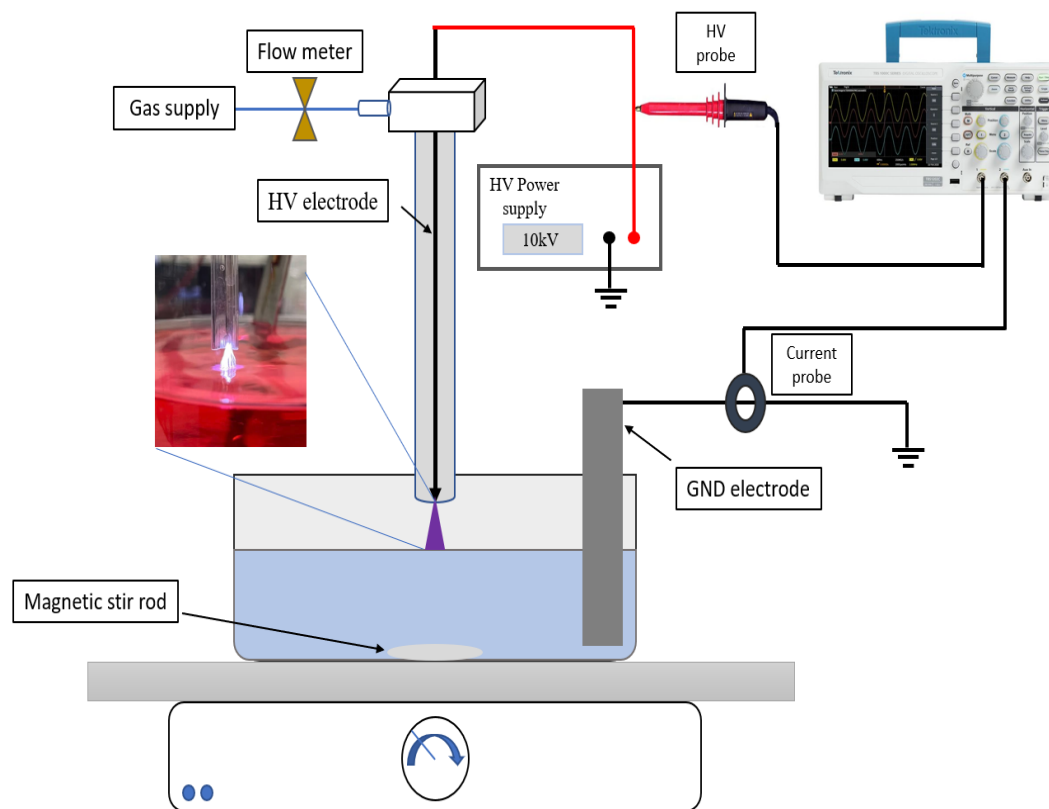 Flow meter
Gas supply
HV
probe
Tektronix
Tektronix
HV electrode
HV Power
supply
10kV
Current
probe
GND electrode
Magnetic stir rod